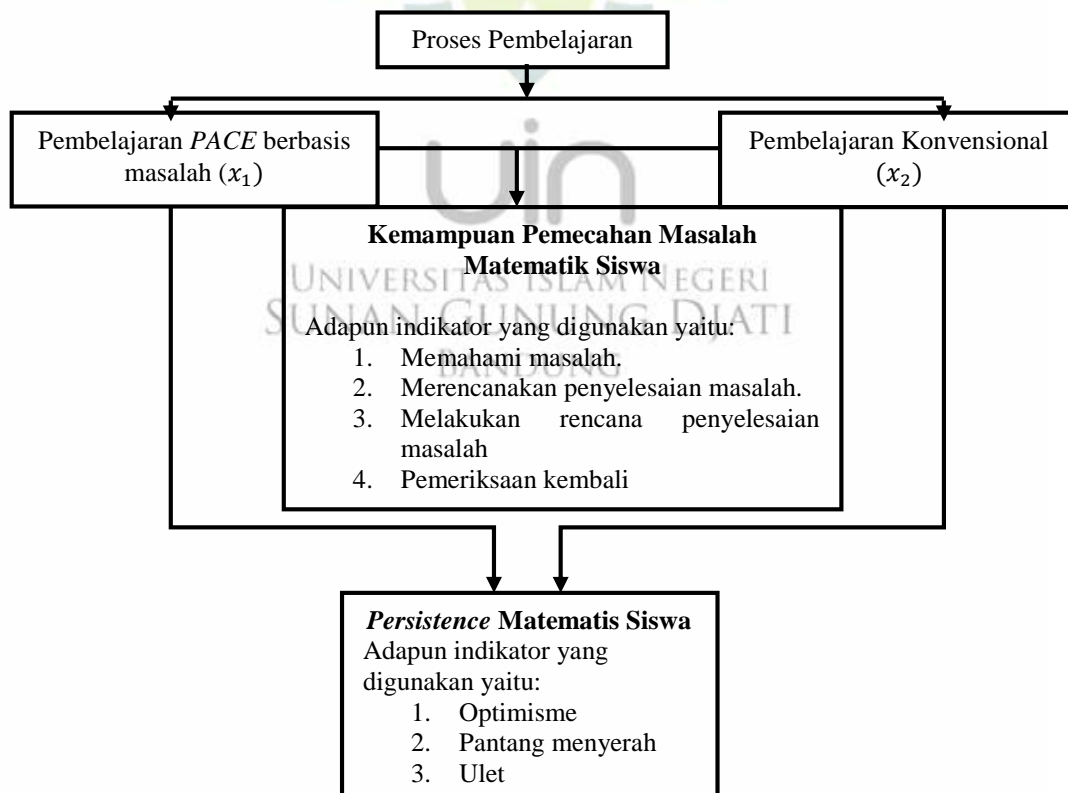 Proses Pembelajaran
Pembelajaran PACE berbasis
masalah (x₁)
Pembelajaran Konvensional
(x₂)
uin
UNIVERSITAS ISLAM NEGERI
SUNAN GUNUNG DJATI
BANDUNG
Kemampuan Pemecahan Masalah
Matematik Siswa
Adapun indikator yang digunakan yaitu:
1. Memahami masalah.
2. Merencanakan penyelesaian masalah.
3. Melakukan rencana penyelesaian
masalah
4. Pemeriksaan kembali
Persistence Matematis Siswa
Adapun indikator yang
digunakan yaitu:
1. Optimisme
2. Pantang menyerah
3. Ulet